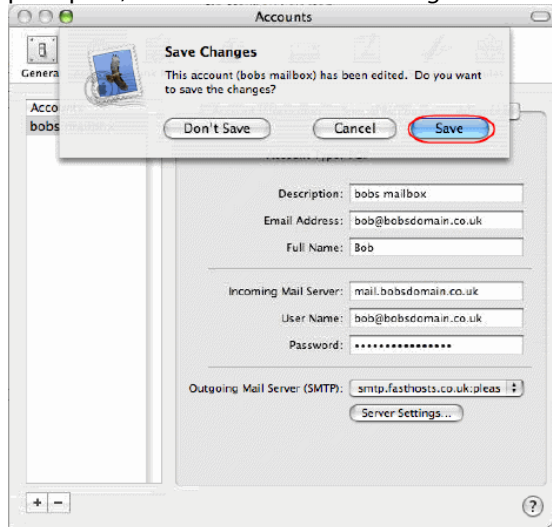 Accounts
Save Changes
This account (bobs mailbox) has been edited. Do you want
to save the changes?
Don't Save
Cancel
Save
Genera
Acco
bobs
Description: bobs mailbox
Email Address: bob@bobsdomain.co.uk
Full Name: Bob
Incoming Mail Server: mail.bobsdomain.co.uk
User Name: bob@bobsdomain.co.uk
Password: ••••••••••••••••
Outgoing Mail Server (SMTP): smtp.fasthosts.co.uk:pleas
Server Settings...
+ −
?